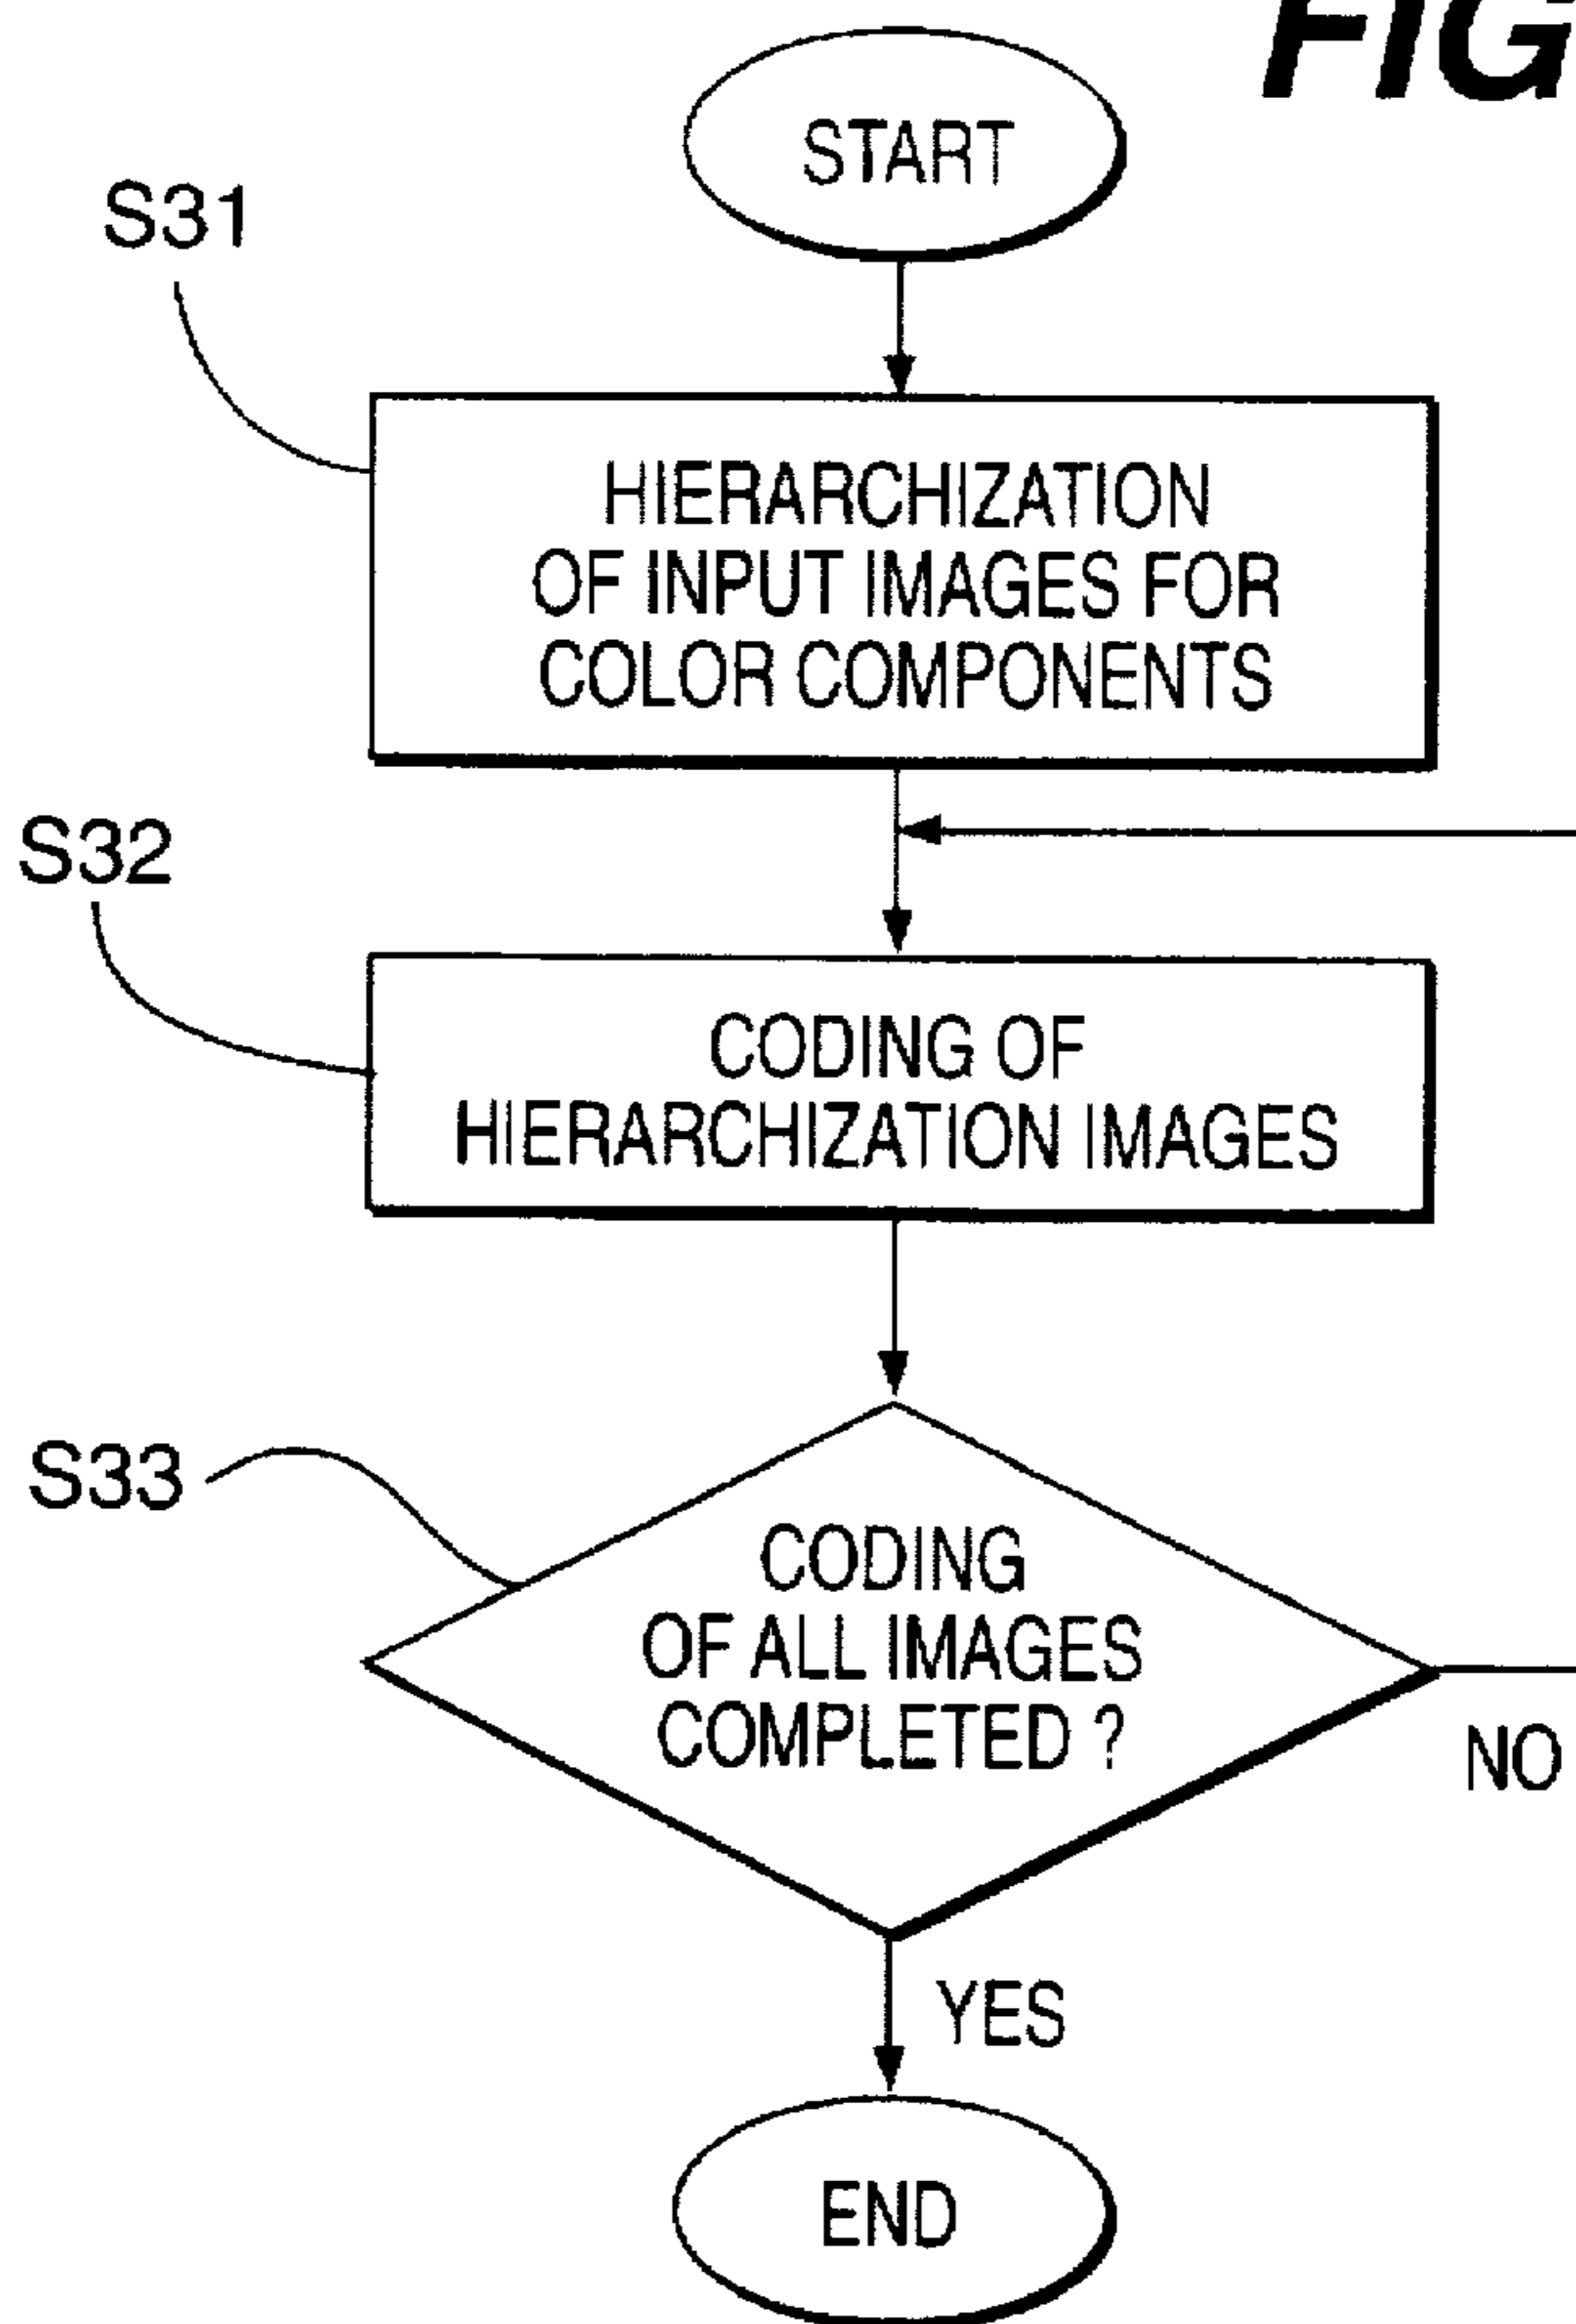 FIG
START
S31
HIERARCHIZATION
OF INPUT IMAGES FOR
COLOR COMPONENTS
S32
CODING OF
HIERARCHIZATION IMAGES
S33
CODING
OF ALL IMAGES
COMPLETED ?
NO
YES
END